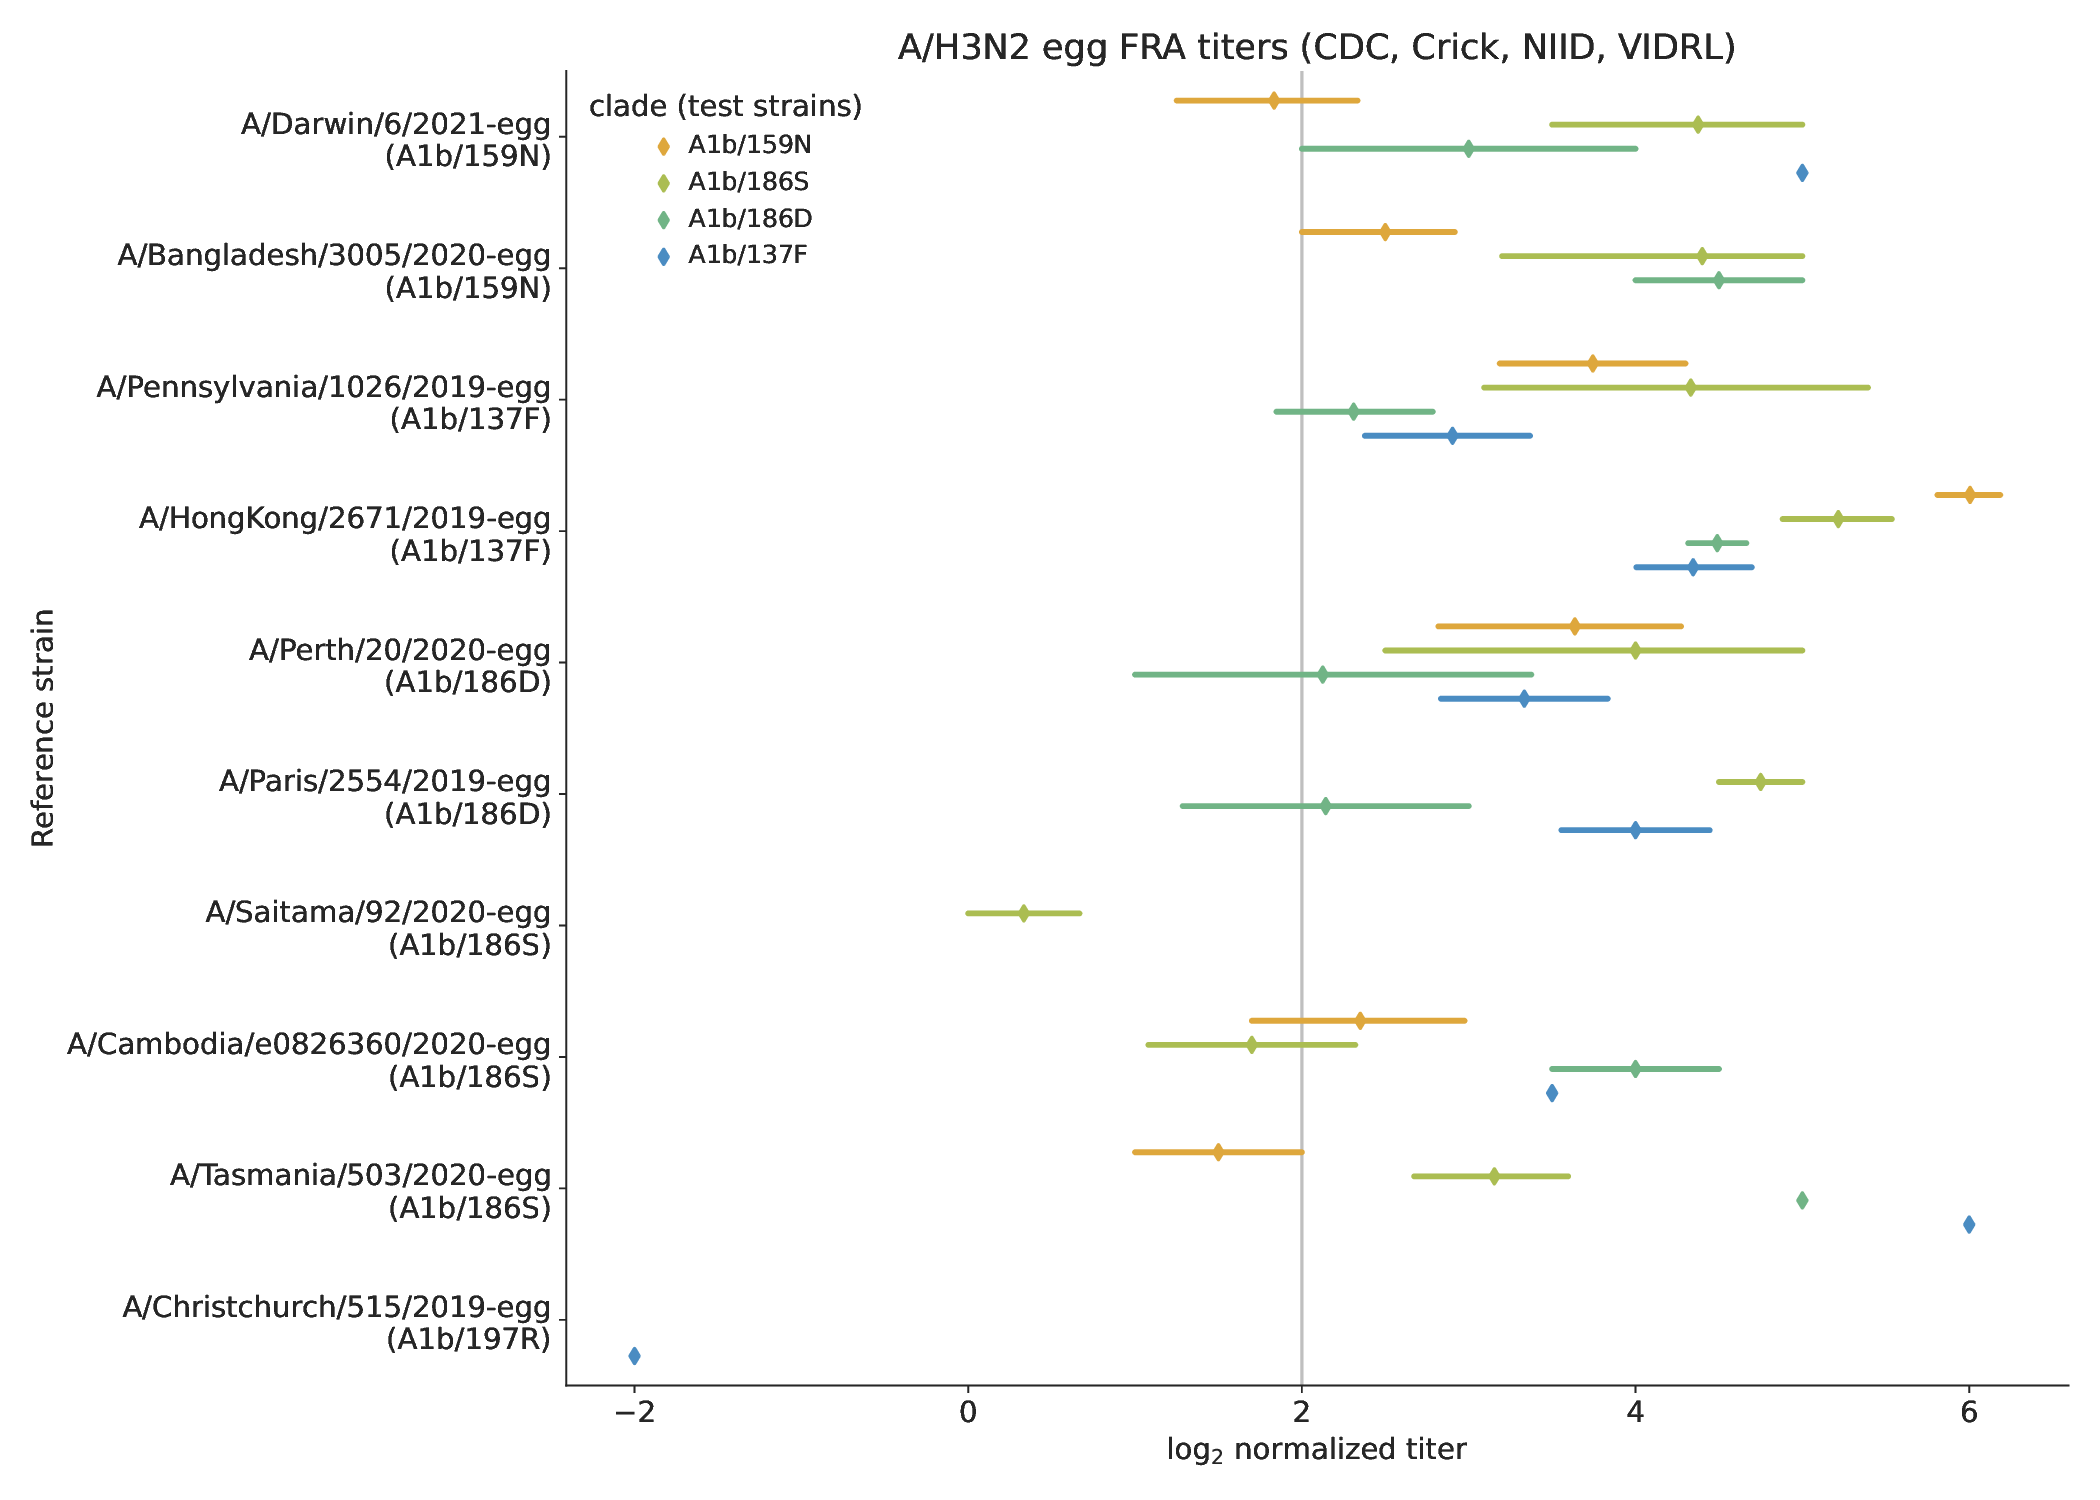 A/H3N2 egg FRA titers (CDC, Crick, NIID, VIDRL)
clade (test strains)
A1b/159N
A1b/186S
A1b/186D
A1b/137F
Reference strain
A/Darwin/6/2021-egg
(A1b/159N)
A/Bangladesh/3005/2020-egg
(A1b/159N)
A/Pennsylvania/1026/2019-egg
(A1b/137F)
A/HongKong/2671/2019-egg
(A1b/137F)
A/Perth/20/2020-egg
(A1b/186D)
A/Paris/2554/2019-egg
(A1b/186D)
A/Saitama/92/2020-egg
(A1b/186S)
A/Cambodia/e0826360/2020-egg
(A1b/186S)
A/Tasmania/503/2020-egg
(A1b/186S)
A/Christchurch/515/2019-egg
(A1b/197R)
−2 0 2 4 6
log₂ normalized titer